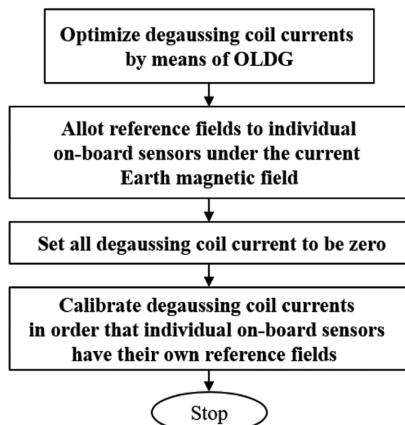 Optimize degaussing coil currents
by means of OLDG
Allot reference fields to individual
on-board sensors under the current
Earth magnetic field
Set all degaussing coil current to be zero
Calibrate degaussing coil currents
in order that individual on-board sensors
have their own reference fields
Stop